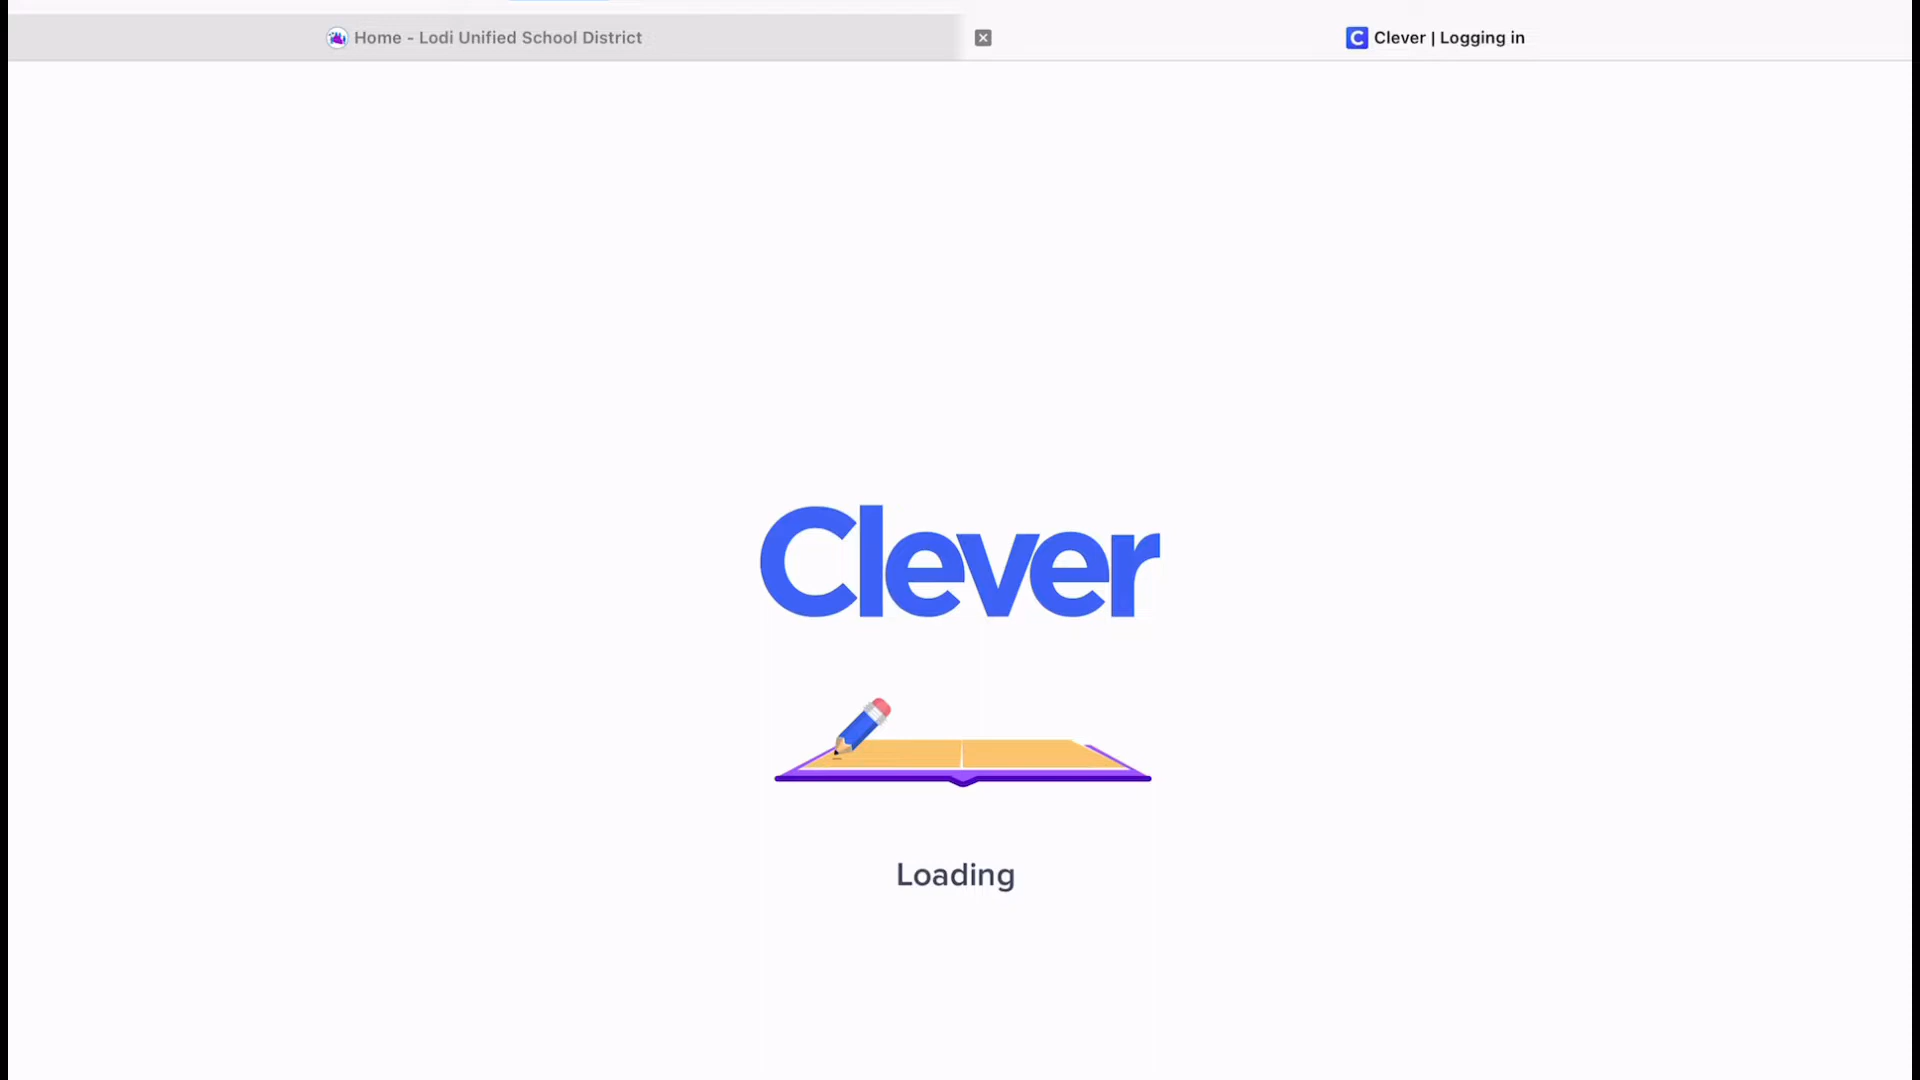 Home - Lodi Unified School District
Clever | Logging in
Clever
Loading